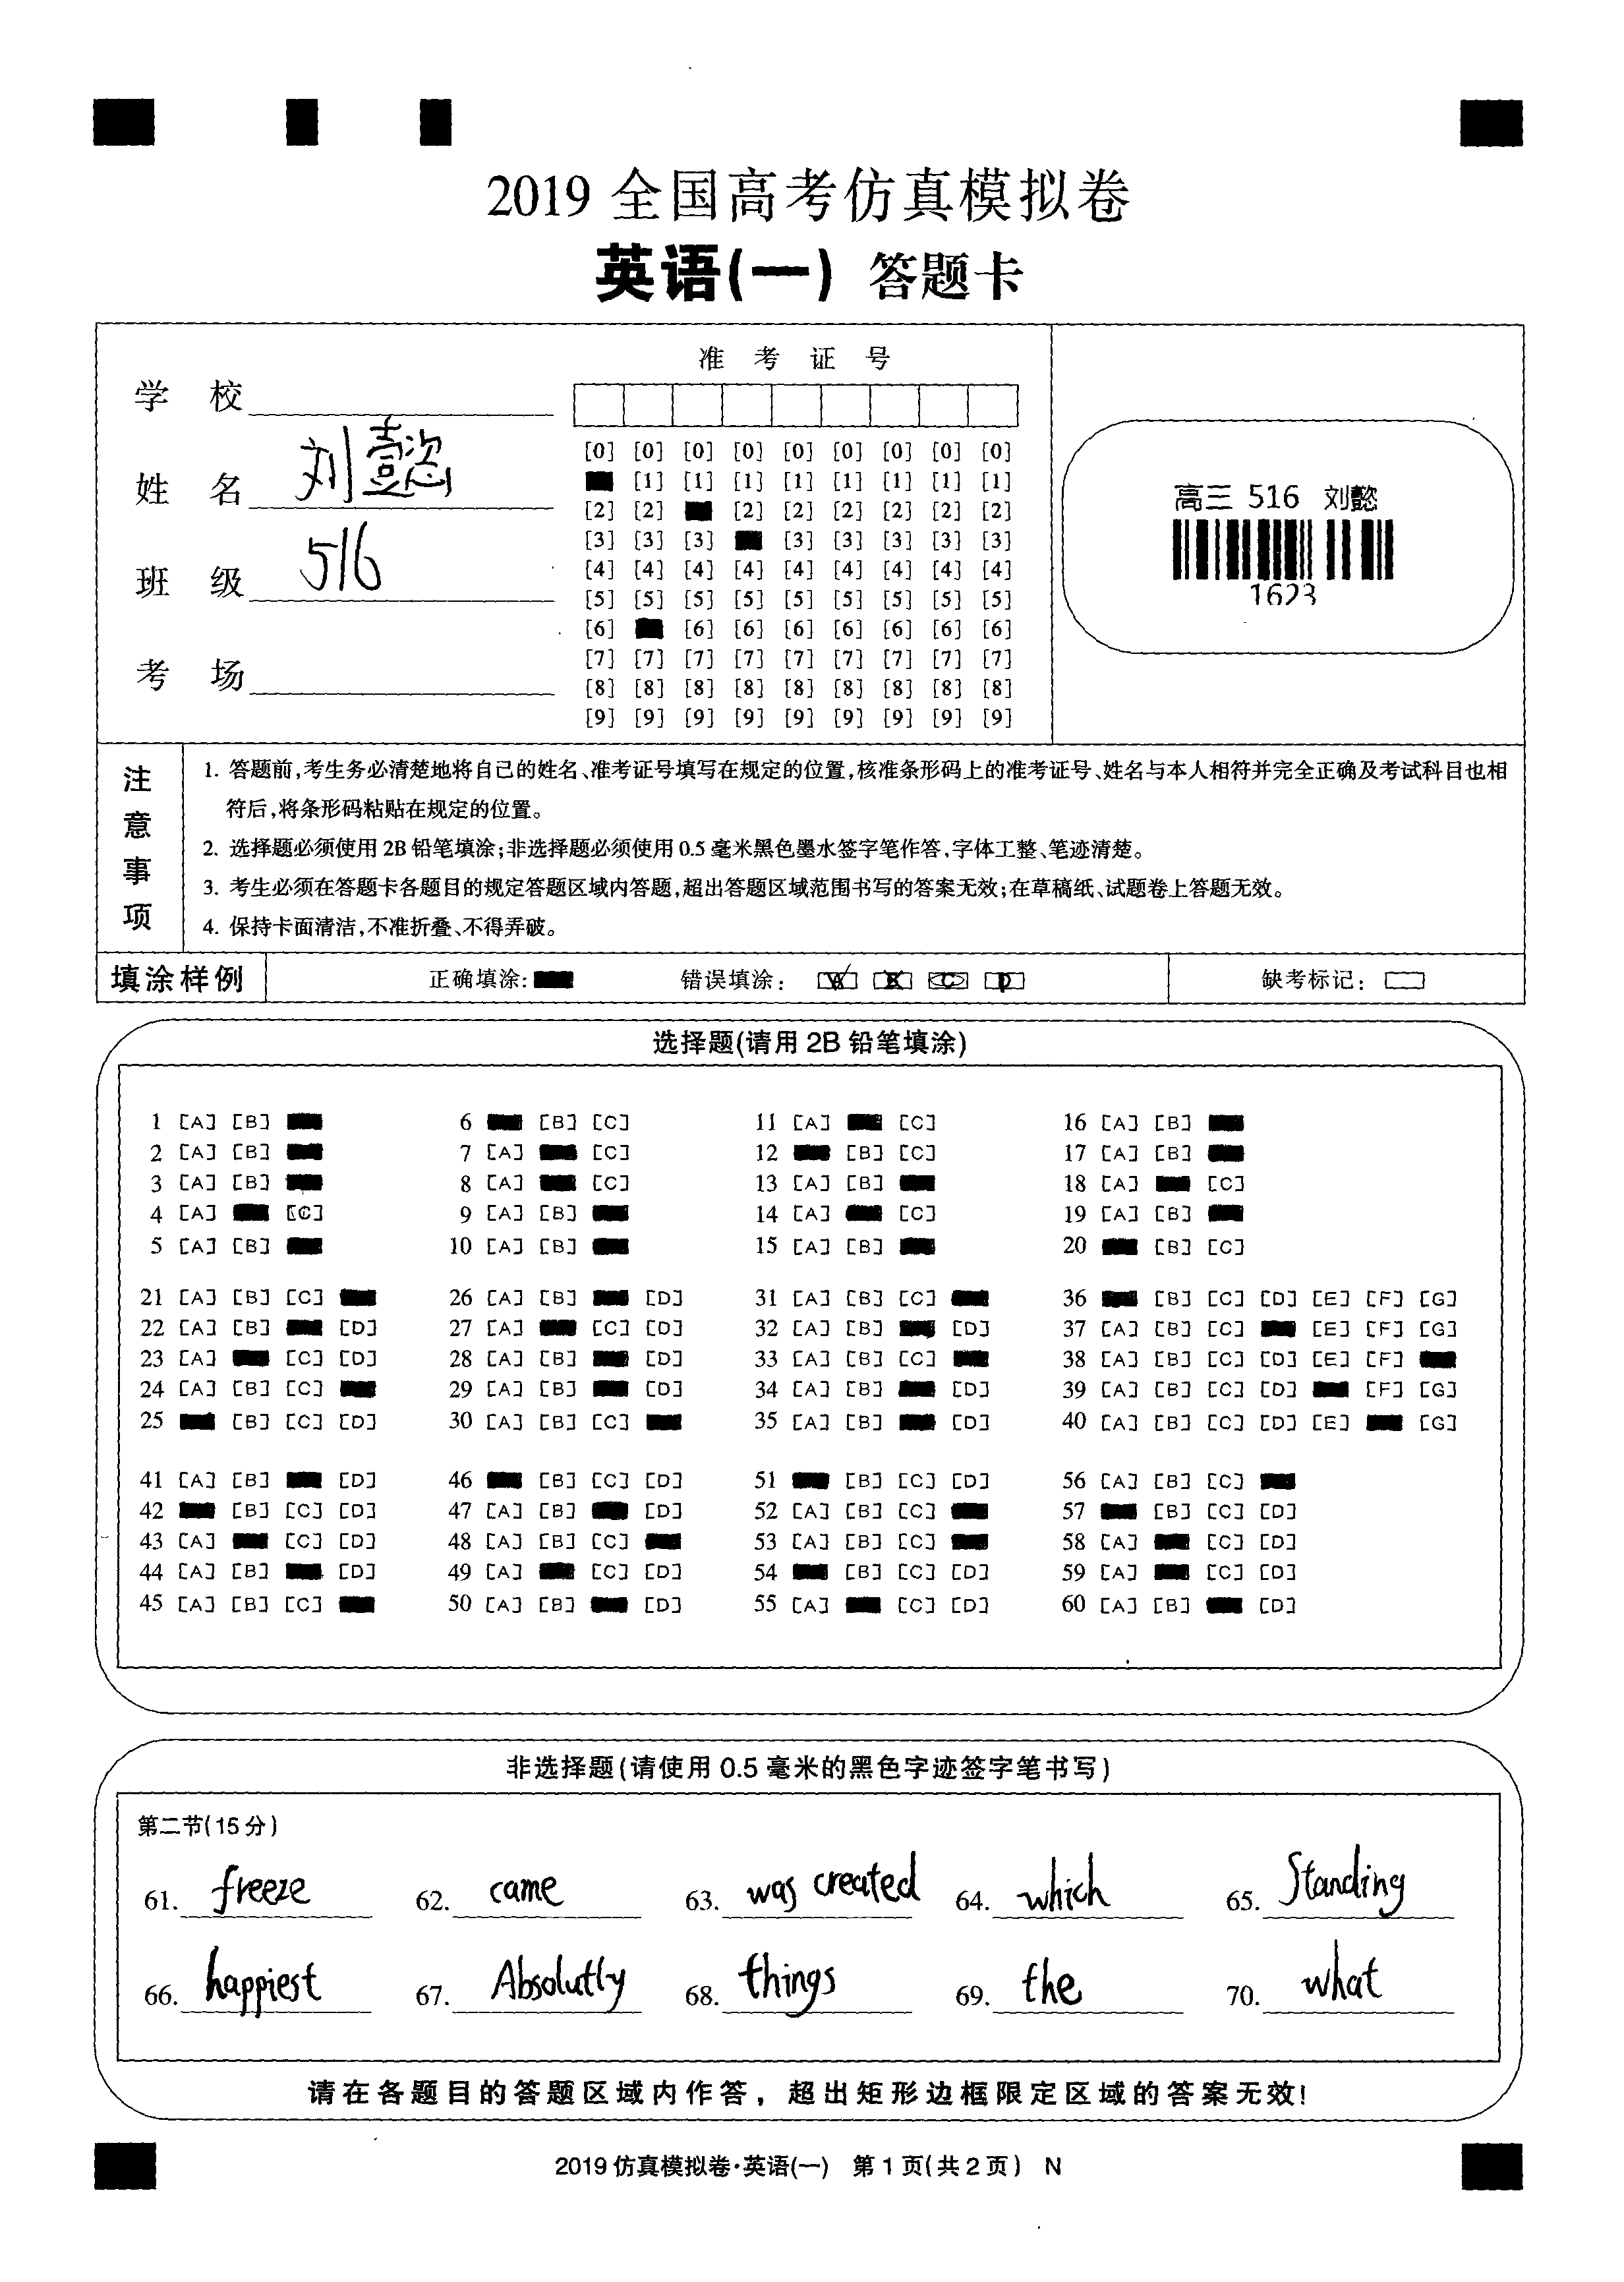 2019 全国高考仿真模拟卷
英语(一) 答题卡
准 考 证 号
学 校
姓 名 刘懿
班 级 516
考 场
[0] [0] [0] [0] [0] [0] [0] [0] [0]
[1] [1] [1] [1] [1] [1] [1] [1]
[2] [2] [2] [2] [2] [2] [2] [2]
[3] [3] [3] [3] [3] [3] [3] [3]
[4] [4] [4] [4] [4] [4] [4] [4] [4]
[5] [5] [5] [5] [5] [5] [5] [5] [5]
[6] [6] [6] [6] [6] [6] [6] [6]
[7] [7] [7] [7] [7] [7] [7] [7] [7]
[8] [8] [8] [8] [8] [8] [8] [8] [8]
[9] [9] [9] [9] [9] [9] [9] [9] [9]
高三 516 刘懿
1623
注意事项
1. 答题前,考生务必清楚地将自己的姓名、准考证号填写在规定的位置,核准条形码上的准考证号、姓名与本人相符并完全正确及考试科目也相
符后,将条形码粘贴在规定的位置。
2. 选择题必须使用 2B 铅笔填涂;非选择题必须使用 0.5 毫米黑色墨水签字笔作答,字体工整、笔迹清楚。
3. 考生必须在答题卡各题目的规定答题区域内答题,超出答题区域范围书写的答案无效;在草稿纸、试题卷上答题无效。
4. 保持卡面清洁,不准折叠、不得弄破。
填涂样例 正确填涂: 错误填涂: A B C D 缺考标记:
选择题(请用 2B 铅笔填涂)
1 [A] [B] 6 [B] [C] 11 [A] [C] 16 [A] [B]
2 [A] [B] 7 [A] [C] 12 [B] [C] 17 [A] [B]
3 [A] [B] 8 [A] [C] 13 [A] [B] 18 [A] [C]
4 [A] [C] 9 [A] [B] 14 [A] [C] 19 [A] [B]
5 [A] [B] 10 [A] [B] 15 [A] [B] 20 [B] [C]
21 [A] [B] [C] 26 [A] [B] [D] 31 [A] [B] [C] 36 [B] [C] [D] [E] [F] [G]
22 [A] [B] [D] 27 [A] [C] [D] 32 [A] [B] [D] 37 [A] [B] [C] [E] [F] [G]
23 [A] [C] [D] 28 [A] [B] [D] 33 [A] [B] [C] 38 [A] [B] [C] [D] [E] [F]
24 [A] [B] [C] 29 [A] [B] [D] 34 [A] [B] [D] 39 [A] [B] [C] [D] [F] [G]
25 [B] [C] [D] 30 [A] [B] [C] 35 [A] [B] [D] 40 [A] [B] [C] [D] [E] [G]
41 [A] [B] [D] 46 [B] [C] [D] 51 [B] [C] [D] 56 [A] [B] [C]
42 [B] [C] [D] 47 [A] [B] [D] 52 [A] [B] [C] 57 [B] [C] [D]
43 [A] [C] [D] 48 [A] [B] [C] 53 [A] [B] [C] 58 [A] [C] [D]
44 [A] [B] [D] 49 [A] [C] [D] 54 [B] [C] [D] 59 [A] [C] [D]
45 [A] [B] [C] 50 [A] [B] [D] 55 [A] [C] [D] 60 [A] [B] [D]
非选择题(请使用 0.5 毫米的黑色字迹签字笔书写)
第二节(15 分)
61. freeze 62. came 63. was created 64. which 65. Standing
66. happiest 67. Absolutly 68. things 69. the 70. what
请在各题目的答题区域内作答，超出矩形边框限定区域的答案无效!
2019 仿真模拟卷·英语(一) 第 1 页(共 2 页) N